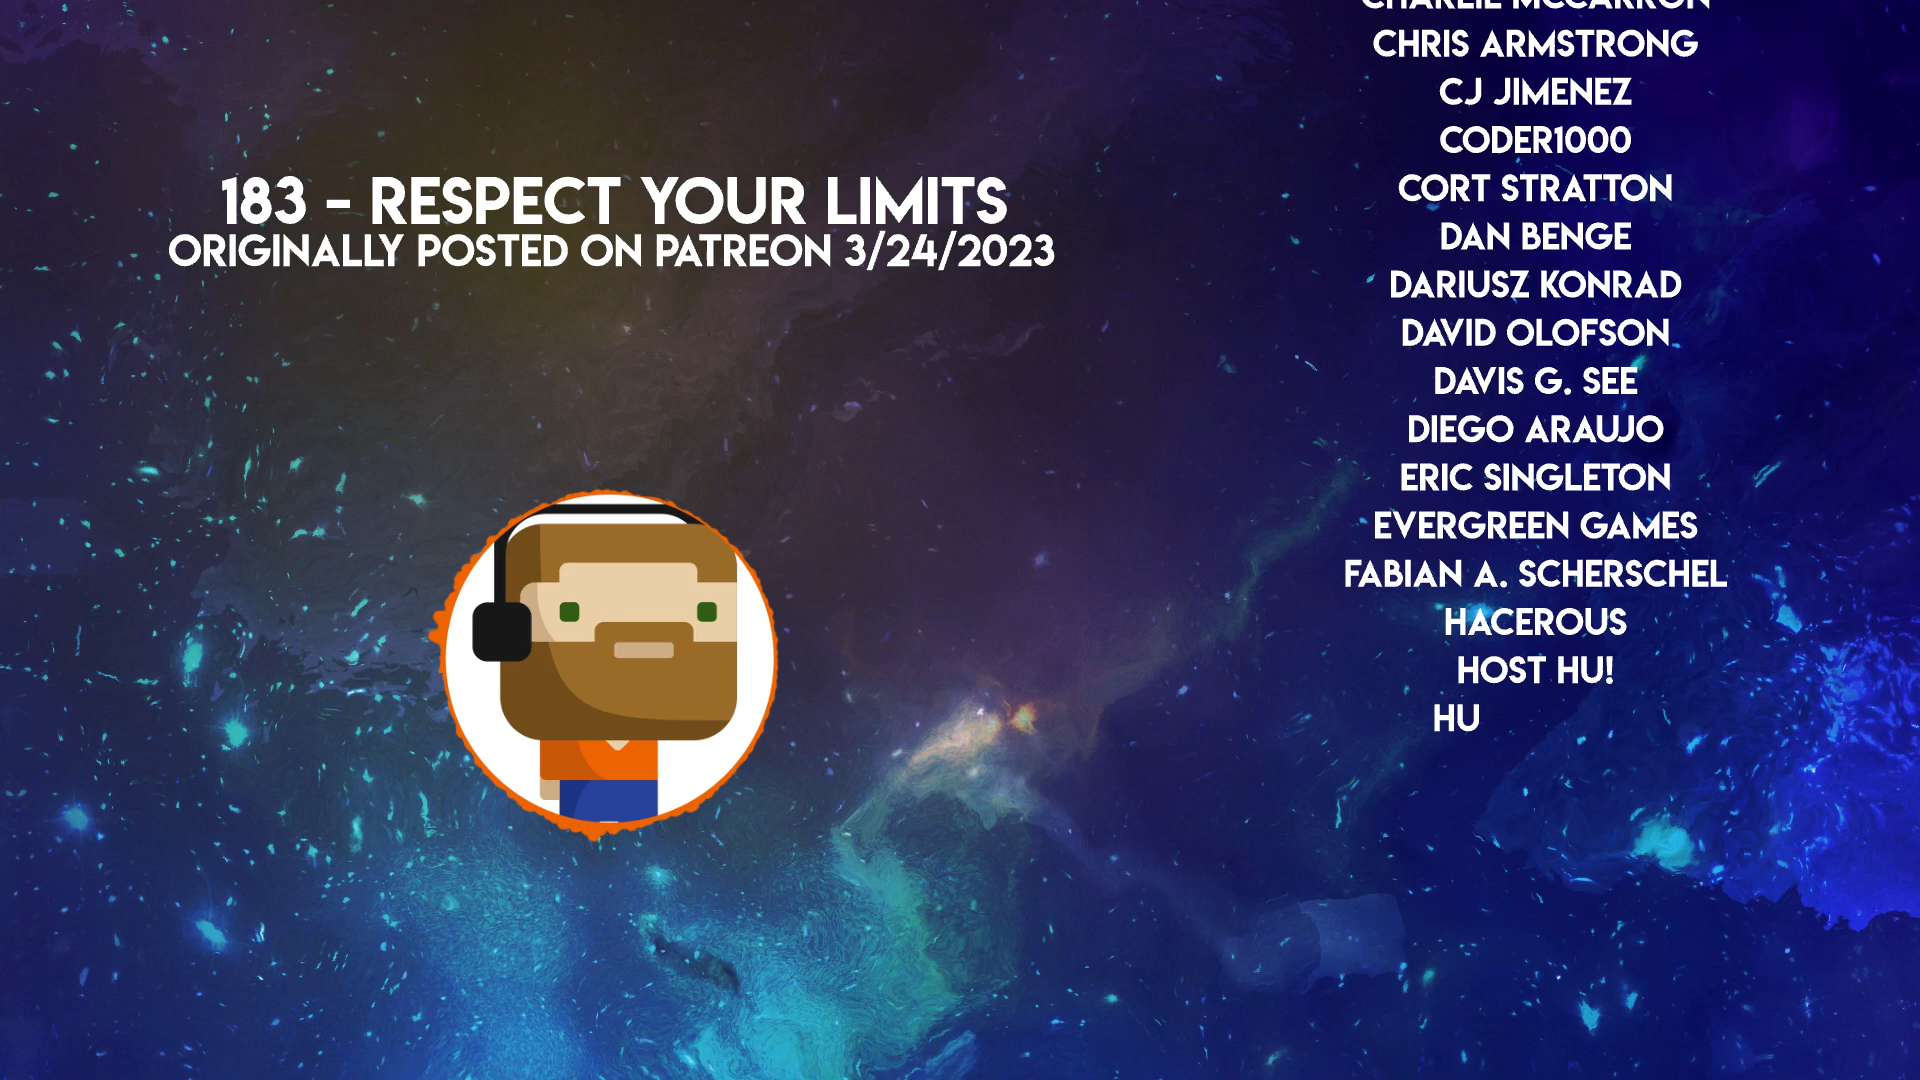 183 - RESPECT YOUR LIMITS
ORIGINALLY POSTED ON PATREON 3/24/2023
CHARLIE MCCARRON
CHRIS ARMSTRONG
CJ JIMENEZ
CODER1000
CORT STRATTON
DAN BENGE
DARIUSZ KONRAD
DAVID OLOFSON
DAVIS G. SEE
DIEGO ARAUJO
ERIC SINGLETON
EVERGREEN GAMES
FABIAN A. SCHERSCHEL
HACEROUS
HOST HU!
HU